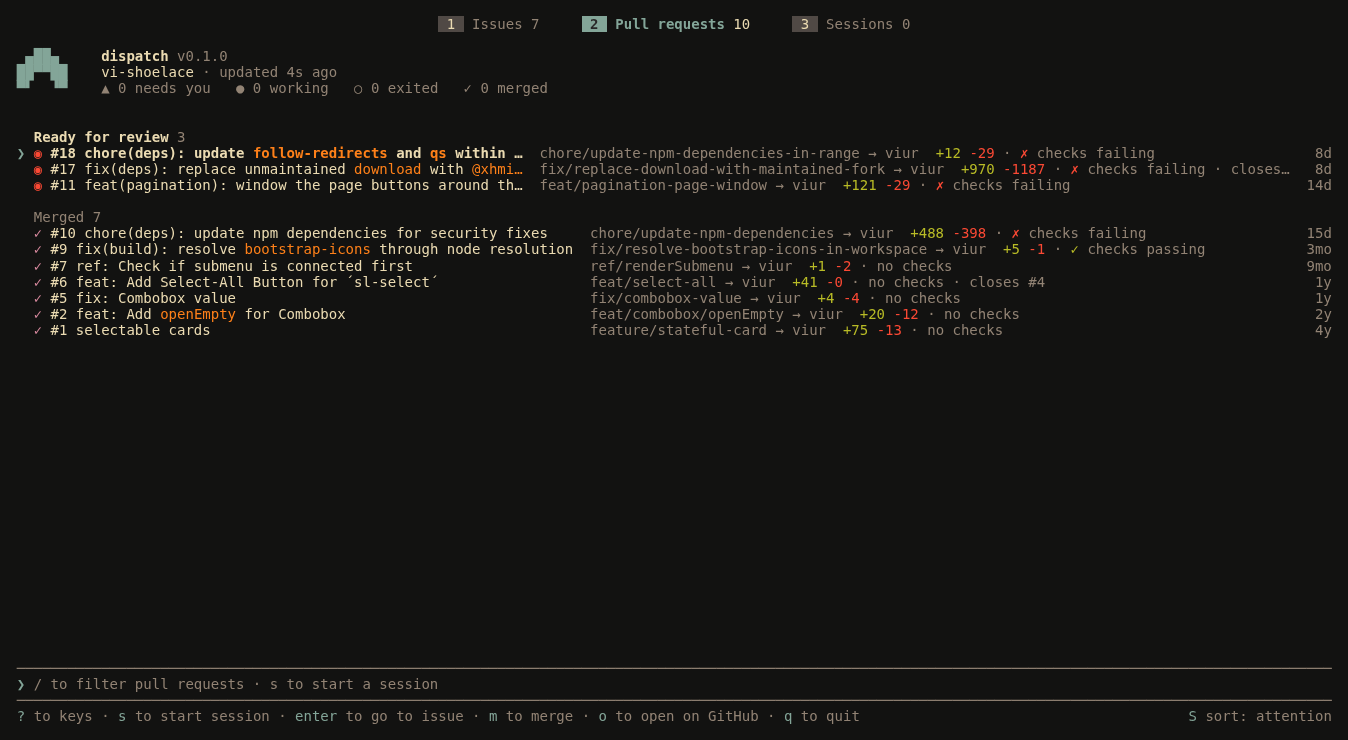 1 Issues 7 2 Pull requests 10 3 Sessions 0
dispatch v0.1.0
vi-shoelace · updated 4s ago
▲ 0 needs you ● 0 working ○ 0 exited ✓ 0 merged
Ready for review 3
❯ ◉ #18 chore(deps): update follow-redirects and qs within … chore/update-npm-dependencies-in-range → viur +12 -29 · ✗ checks failing 8d
◉ #17 fix(deps): replace unmaintained download with @xhmi… fix/replace-download-with-maintained-fork → viur +970 -1187 · ✗ checks failing · closes… 8d
◉ #11 feat(pagination): window the page buttons around th… feat/pagination-page-window → viur +121 -29 · ✗ checks failing 14d
Merged 7
✓ #10 chore(deps): update npm dependencies for security fixes chore/update-npm-dependencies → viur +488 -398 · ✗ checks failing 15d
✓ #9 fix(build): resolve bootstrap-icons through node resolution fix/resolve-bootstrap-icons-in-workspace → viur +5 -1 · ✓ checks passing 3mo
✓ #7 ref: Check if submenu is connected first ref/renderSubmenu → viur +1 -2 · no checks 9mo
✓ #6 feat: Add Select-All Button for ´sl-select´ feat/select-all → viur +41 -0 · no checks · closes #4 1y
✓ #5 fix: Combobox value fix/combobox-value → viur +4 -4 · no checks 1y
✓ #2 feat: Add openEmpty for Combobox feat/combobox/openEmpty → viur +20 -12 · no checks 2y
✓ #1 selectable cards feature/stateful-card → viur +75 -13 · no checks 4y
❯ / to filter pull requests · s to start a session
? to keys · s to start session · enter to go to issue · m to merge · o to open on GitHub · q to quit S sort: attention